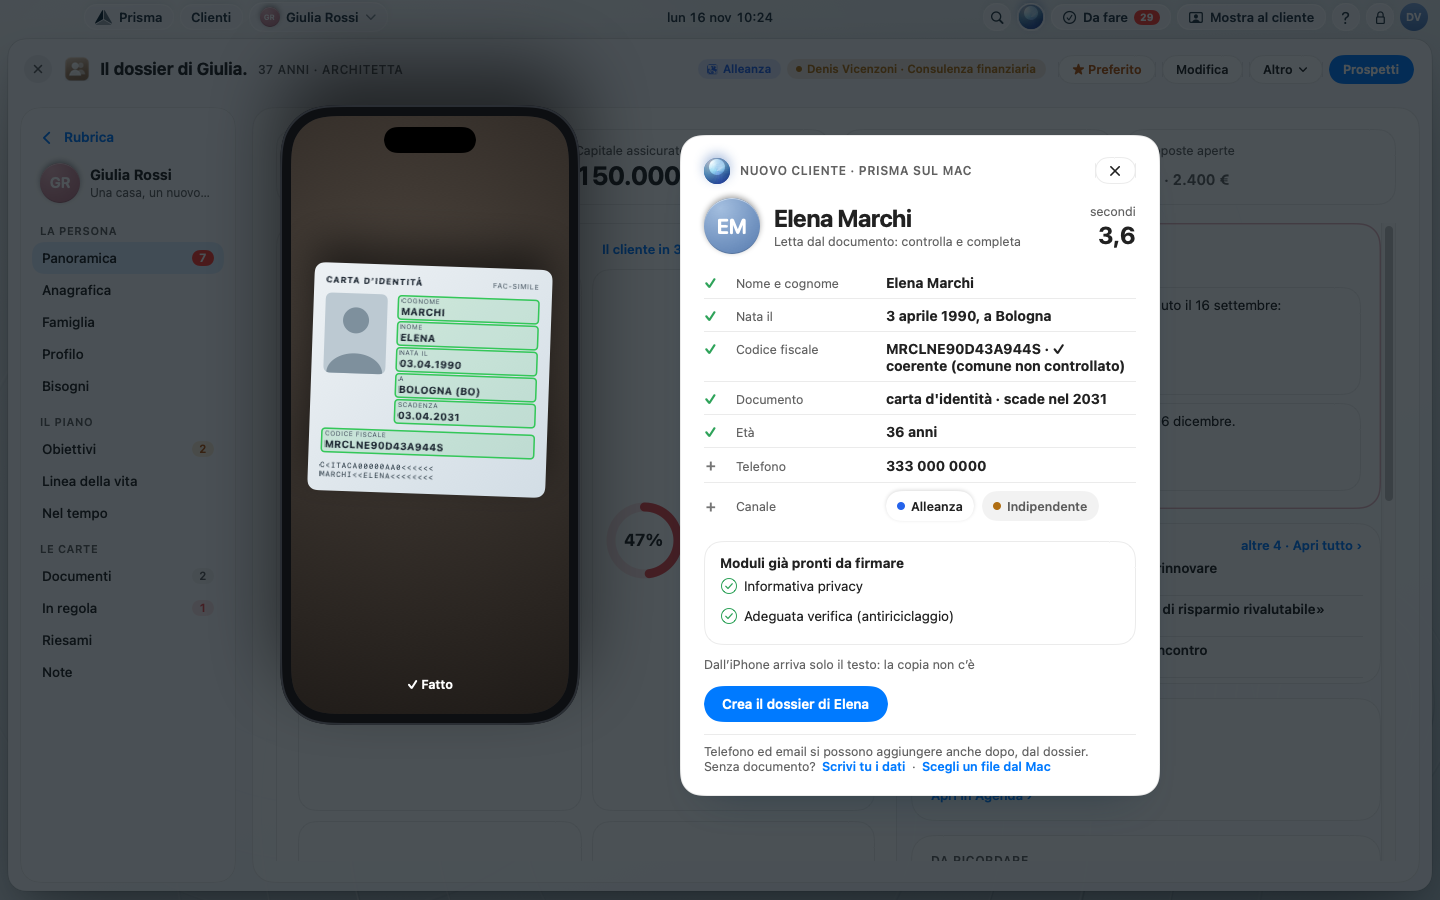 Prisma
Clienti
GR
Giulia Rossi
lun 16 nov 10:24
Da fare
29
Mostra al cliente
?
DV
Il dossier di Giulia.
37 ANNI · ARCHITETTA
Alleanza
Denis Vicenzoni · Consulenza finanziaria
Preferito
Modifica
Altro
Prospetti
Rubrica
GR
Giulia Rossi
Una casa, un nuovo...
LA PERSONA
Panoramica
7
Anagrafica
Famiglia
Profilo
Bisogni
IL PIANO
Obiettivi
2
Linea della vita
Nel tempo
LE CARTE
Documenti
2
In regola
1
Riesami
Note
CARTA D'IDENTITÀ
FAC-SIMILE
COGNOME
MARCHI
NOME
ELENA
NATA IL
03.04.1990
A
BOLOGNA (BO)
SCADENZA
03.04.2031
CODICE FISCALE
MRCLNE90D43A944S
C<ITACA00000AA0<<<<<<
MARCHI<<ELENA<<<<<<<<
✓ Fatto
Capitale assicurato
150.000
Il cliente in 3
47%
NUOVO CLIENTE · PRISMA SUL MAC
EM
Elena Marchi
Letta dal documento: controlla e completa
secondi
3,6
Nome e cognome
Elena Marchi
Nata il
3 aprile 1990, a Bologna
Codice fiscale
MRCLNE90D43A944S · ✓
coerente (comune non controllato)
Documento
carta d'identità · scade nel 2031
Età
36 anni
Telefono
333 000 0000
Canale
Alleanza
Indipendente
Moduli già pronti da firmare
Informativa privacy
Adeguata verifica (antiriciclaggio)
Dall'iPhone arriva solo il testo: la copia non c'è
Crea il dossier di Elena
Telefono ed email si possono aggiungere anche dopo, dal dossier.
Senza documento? Scrivi tu i dati · Scegli un file dal Mac
poste aperte
· 2.400 €
uto il 16 settembre:
6 dicembre.
altre 4 · Apri tutto ›
rinnovare
di risparmio rivalutabile»
ncontro
Apri in Agenda ›
DA RICORDARE